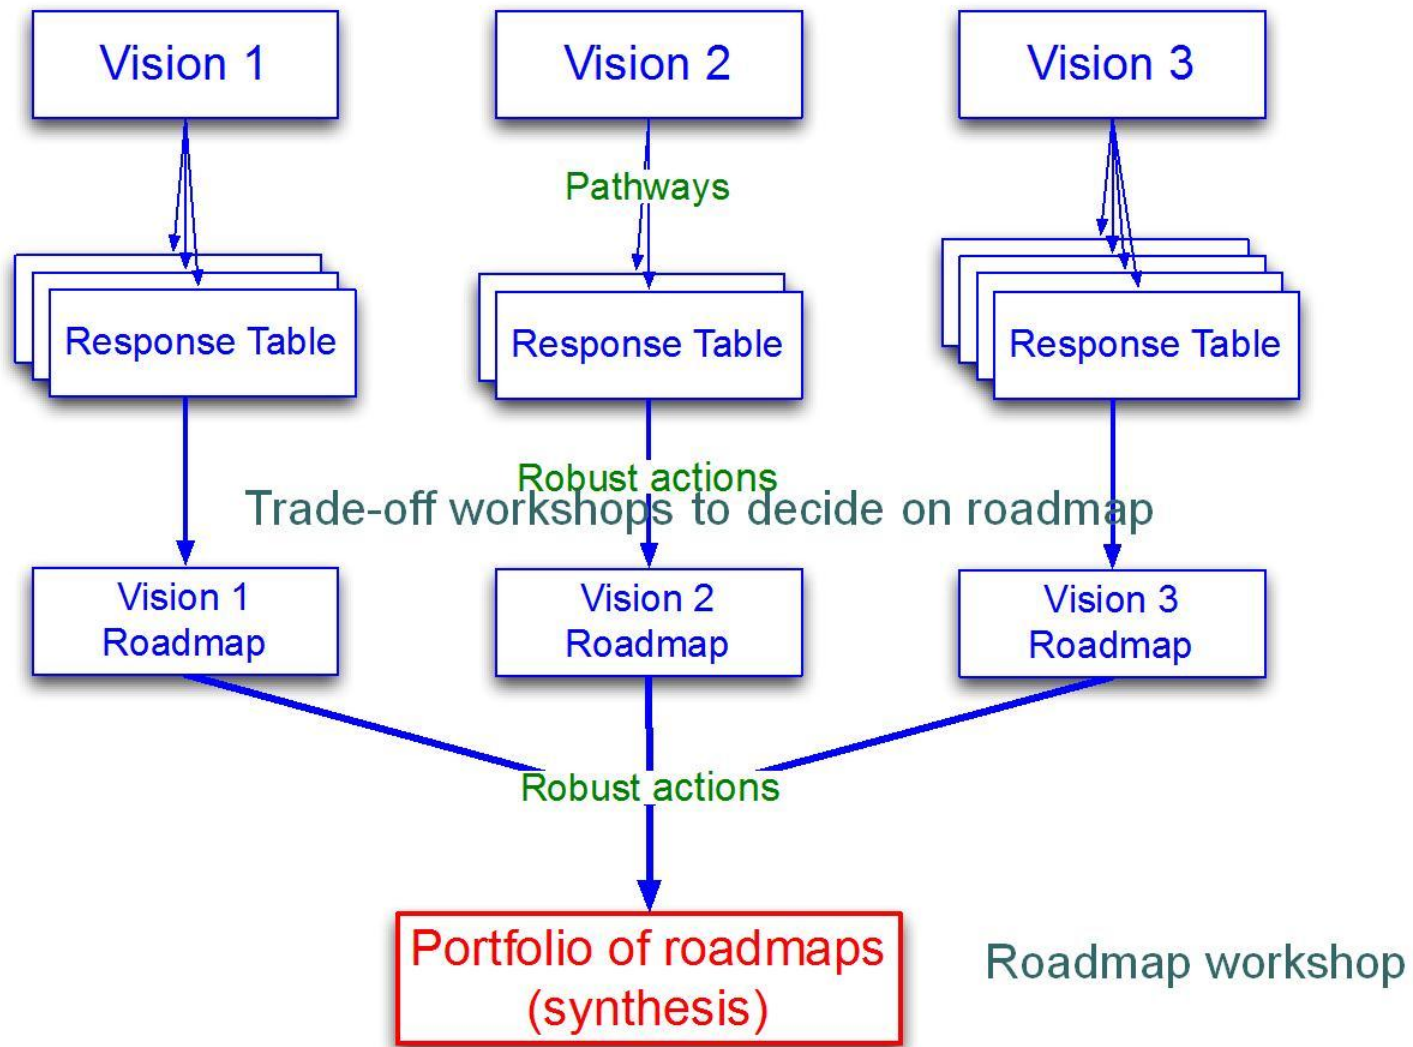 Vision 1
Vision 2
Vision 3
Pathways
Response Table
Response Table
Response Table
Robust actions
Trade-off workshops to decide on roadmap
Vision 1
Roadmap
Vision 2
Roadmap
Vision 3
Roadmap
Robust actions
Portfolio of roadmaps
(synthesis)
Roadmap workshop